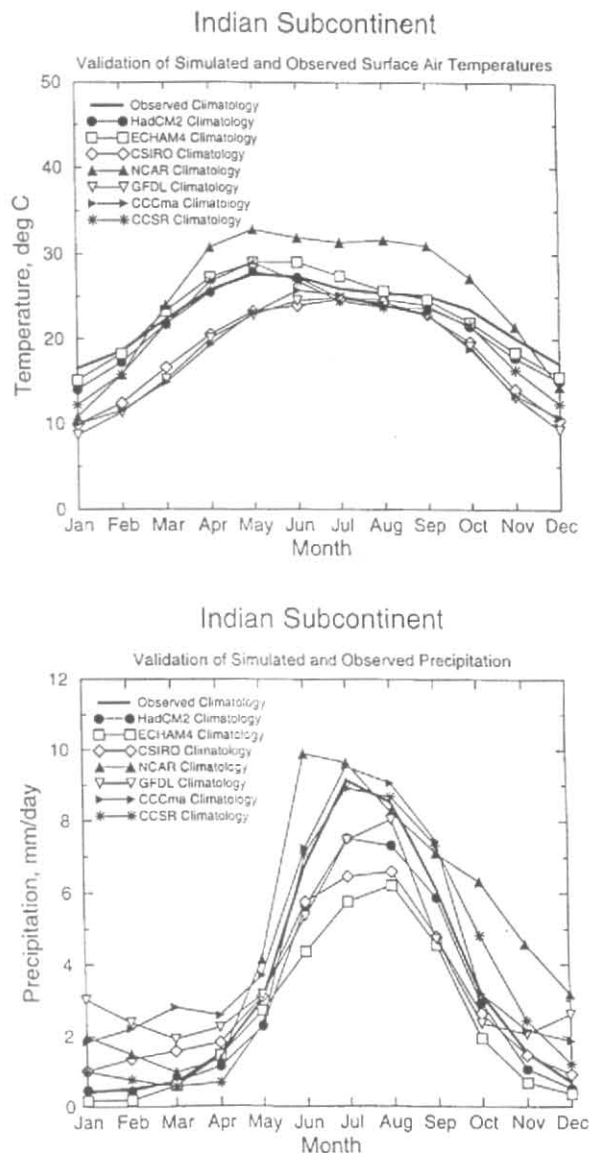 Indian Subcontinent
Validation of Simulated and Observed Surface Air Temperatures
50
Observed Climatology
HadCM2 Climatology
ECHAM4 Climatology
CSIRO Climatology
NCAR Climatology
GFDL Climatology
CCCma Climatology
CCSR Climatology
40
30
20
10
0
Temperature, deg C
Jan Feb Mar Apr May Jun Jul Aug Sep Oct Nov Dec
Month
Indian Subcontinent
Validation of Simulated and Observed Precipitation
12
Observed Climatology
HadCM2 Climatology
ECHAM4 Climatology
CSIRO Climatology
NCAR Climatology
GFDL Climatology
CCCma Climatology
CCSR Climatology
10
8
6
4
2
0
Precipitation, mm/day
Jan Feb Mar Apr May Jun Jul Aug Sep Oct Nov Dec
Month